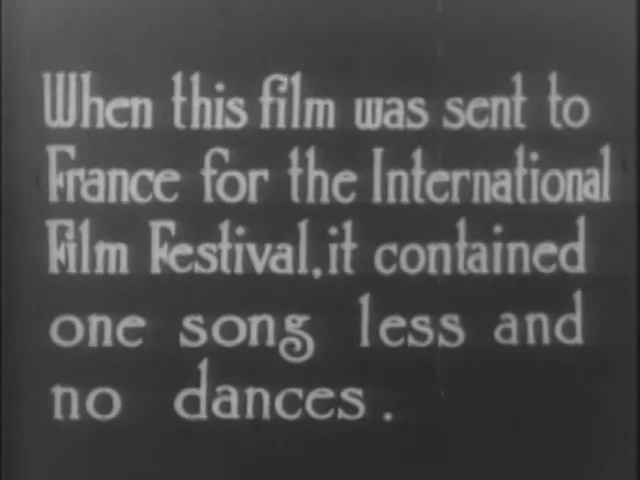 When this film was sent to
France for the International
Film Festival, it contained
one song less and
no dances.